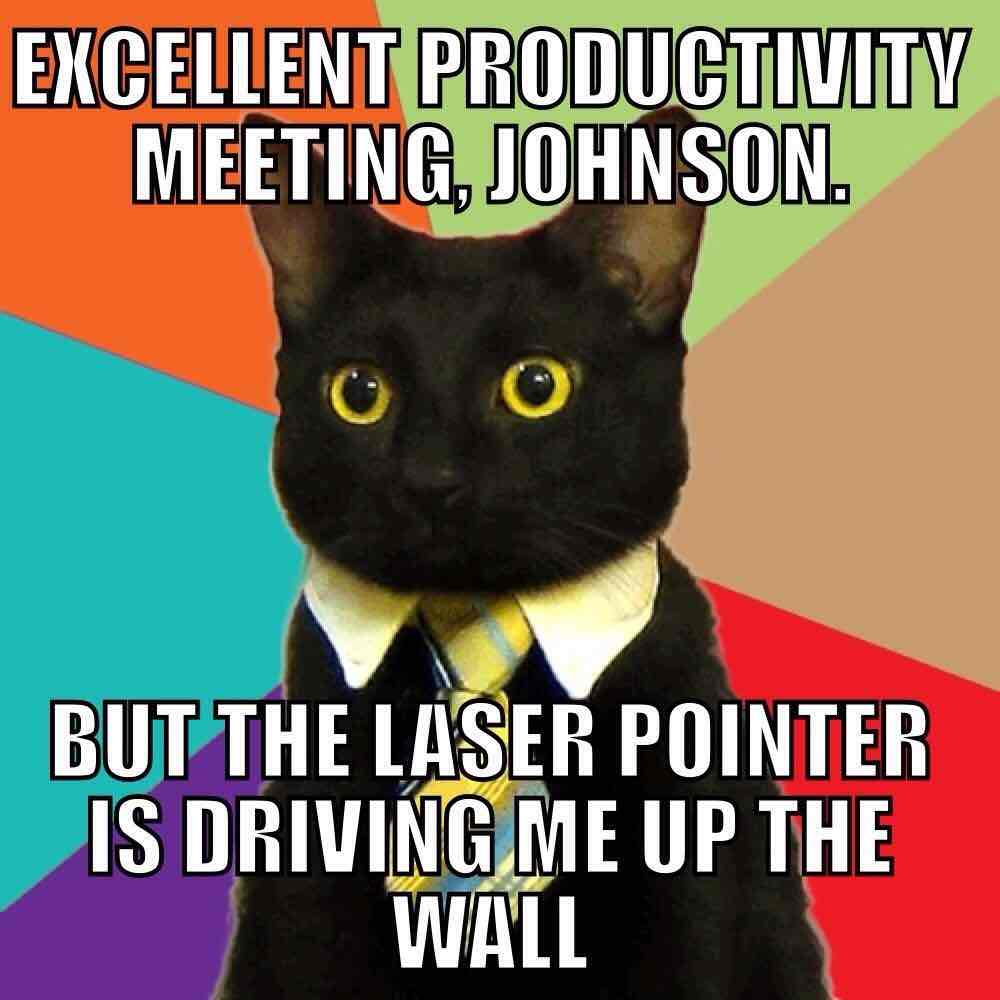 EXCELLENT PRODUCTIVITY
MEETING, JOHNSON.
BUT THE LASER POINTER
IS DRIVING ME UP THE
WALL